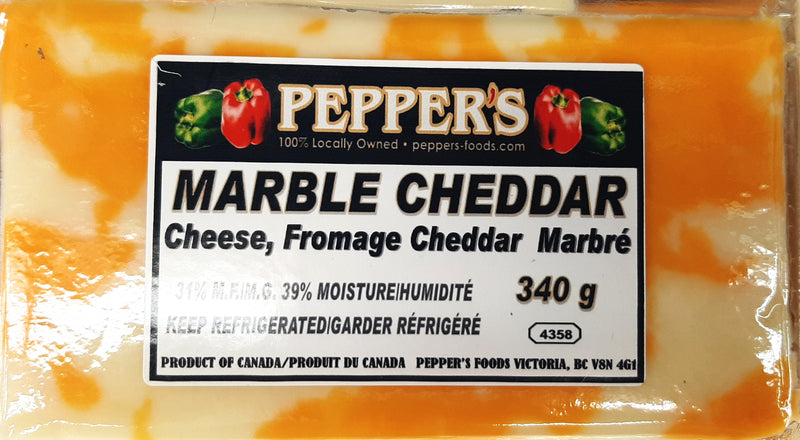 PEPPER'S
100% Locally Owned • peppers-foods.com
MARBLE CHEDDAR
Cheese, Fromage Cheddar Marbré
31% M.F./M.G. 39% MOISTURE/HUMIDITÉ 340 g
KEEP REFRIGERATED/GARDER RÉFRIGÉRÉ 4358
PRODUCT OF CANADA/PRODUIT DU CANADA PEPPER'S FOODS VICTORIA, BC V8N 4G1